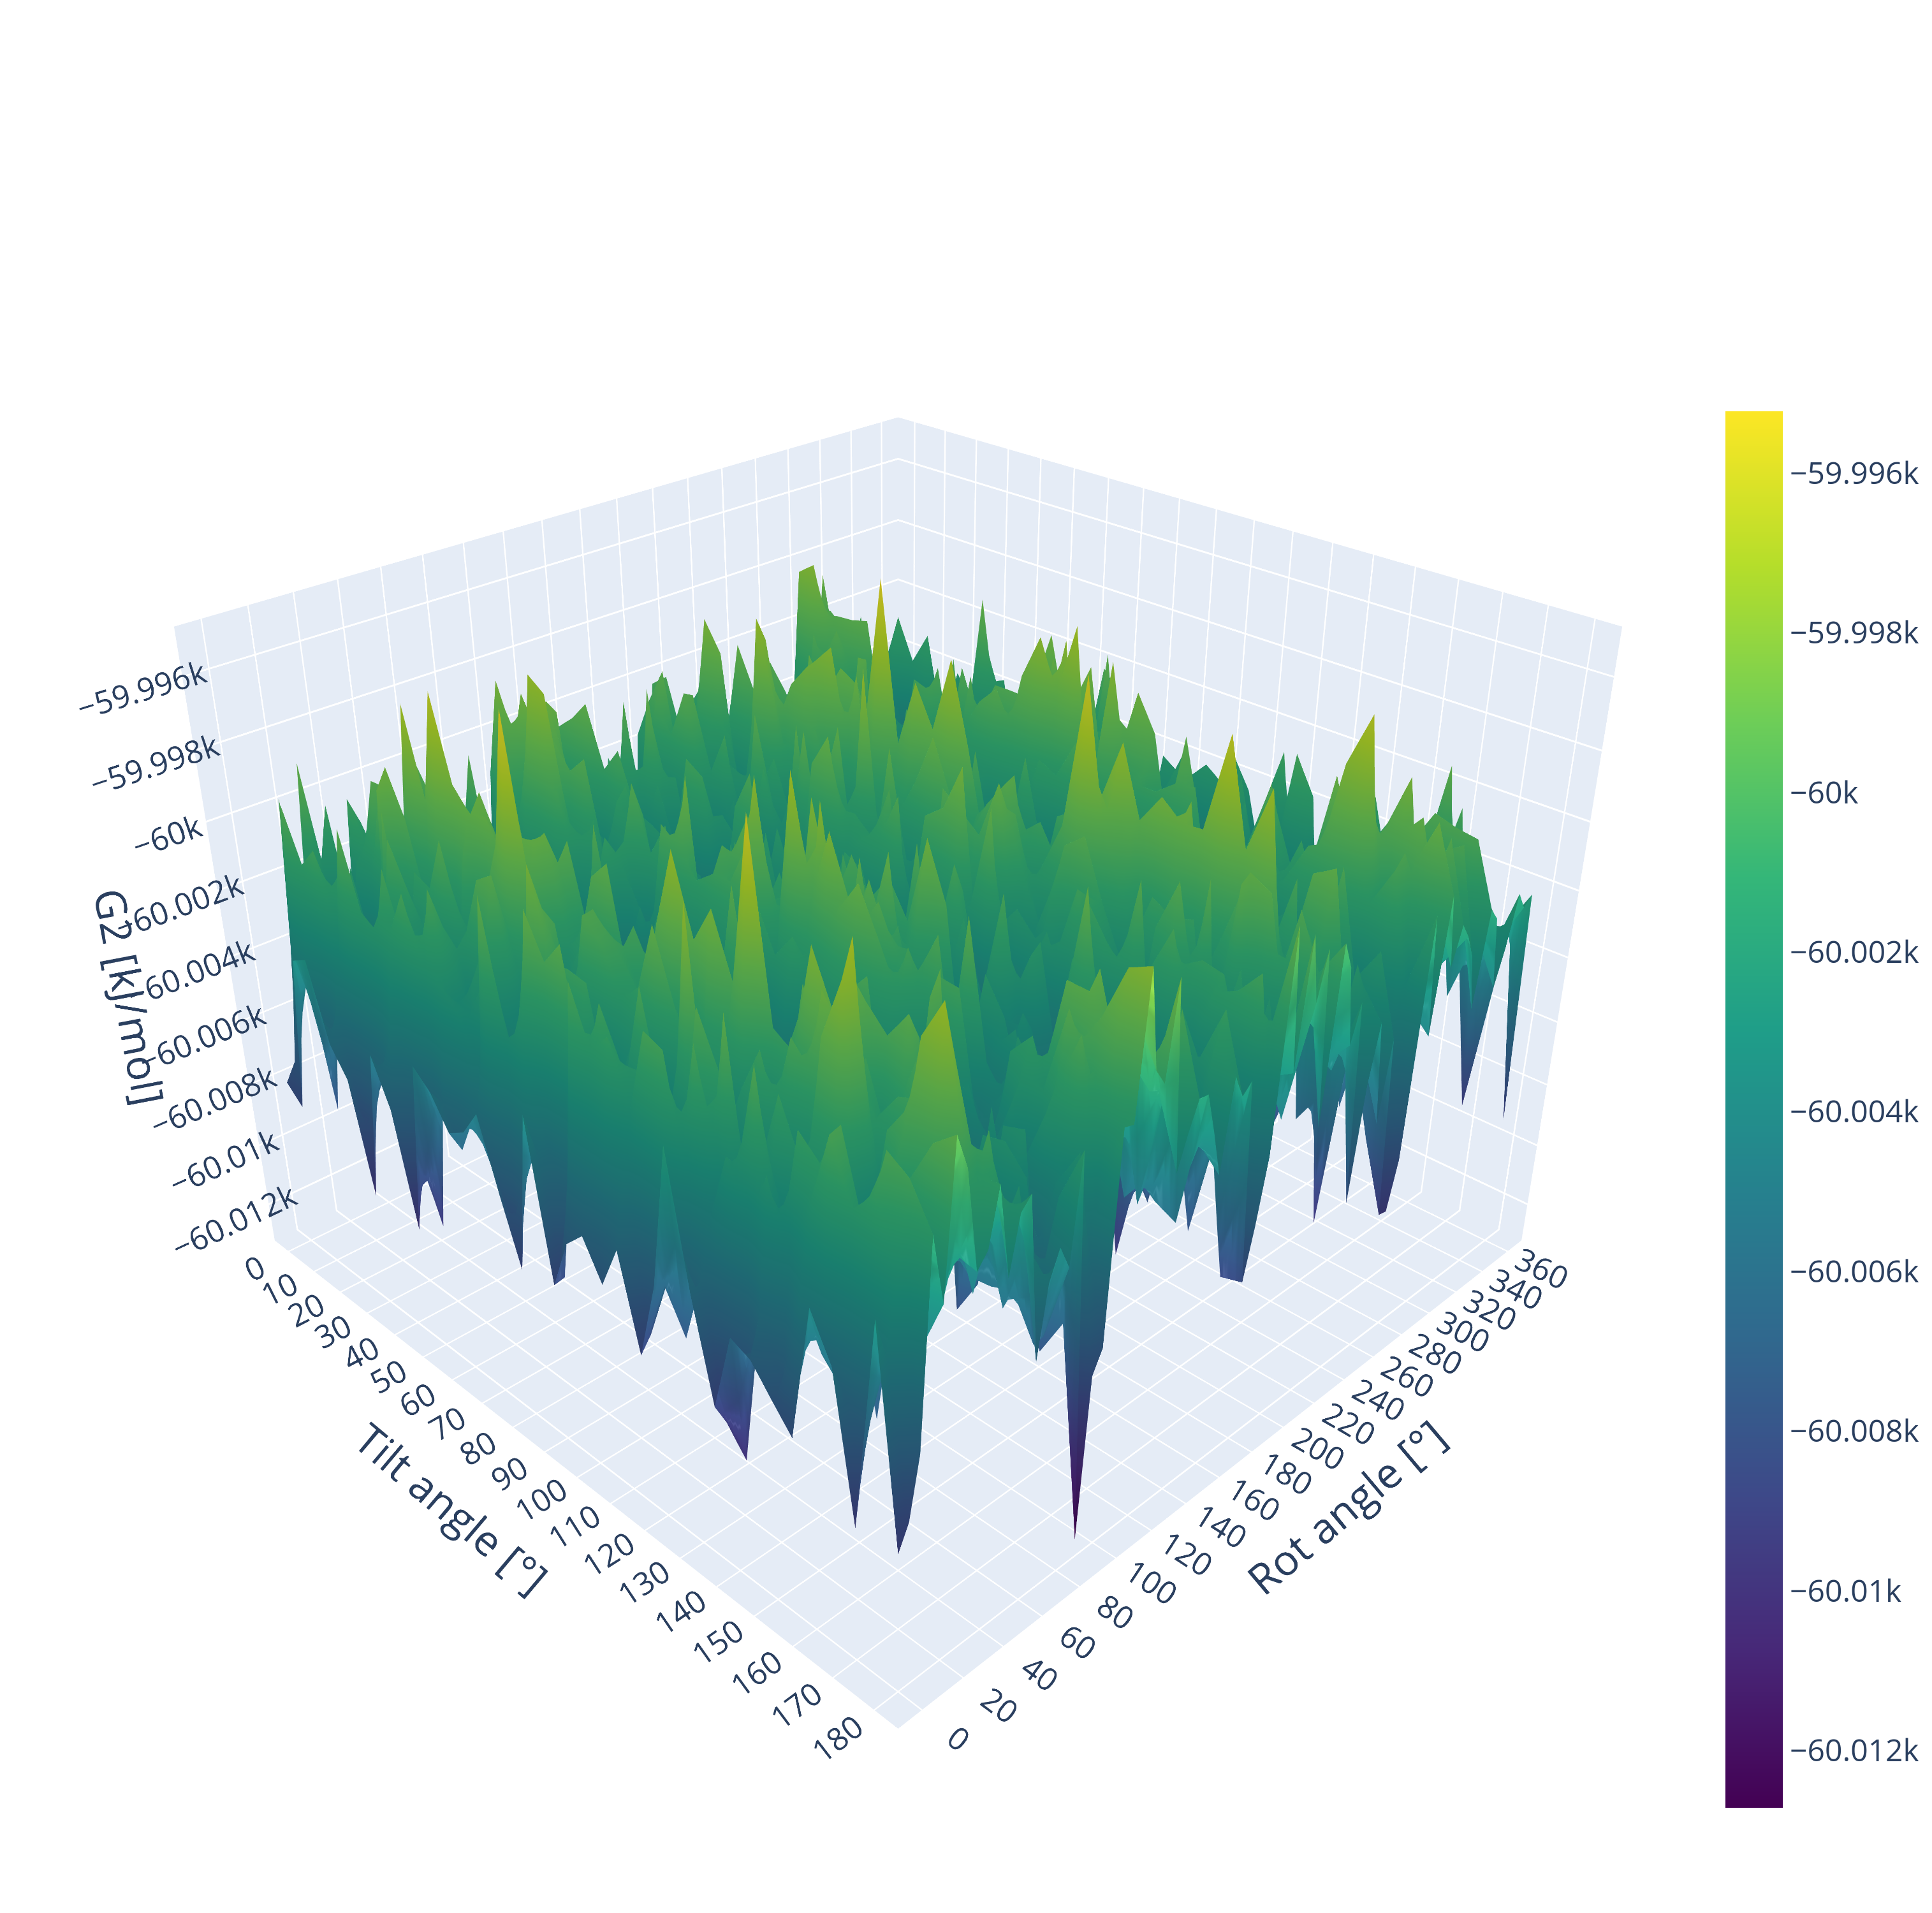 −59.996k
−59.998k
−60k
−60.002k
−60.004k
−60.006k
−60.008k
−60.01k
−60.012k
G2 [kJ/mol]
0
10
20
30
40
50
60
70
80
90
100
110
120
130
140
150
160
170
180
Tilt angle [°]
0
20
40
60
80
100
120
140
160
180
200
220
240
260
280
300
320
340
360
Rot angle [°]
−59.996k
−59.998k
−60k
−60.002k
−60.004k
−60.006k
−60.008k
−60.01k
−60.012k